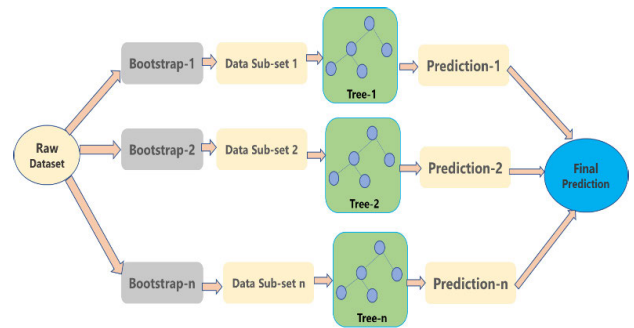 Raw
Dataset
Bootstrap-1
Data Sub-set 1
Tree-1
Prediction-1
Bootstrap-2
Data Sub-set 2
Tree-2
Prediction-2
Bootstrap-n
Data Sub-set n
Tree-n
Prediction-n
Final
Prediction